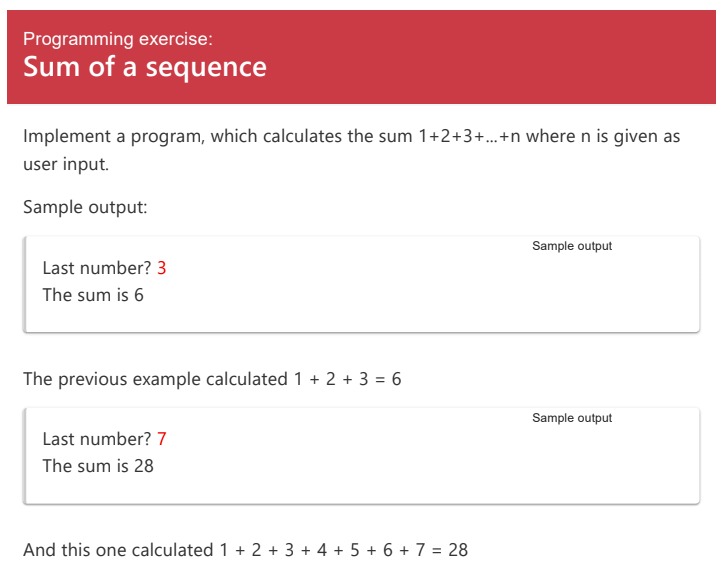 Programming exercise:
Sum of a sequence
Implement a program, which calculates the sum 1+2+3+...+n where n is given as
user input.
Sample output:
Sample output
Last number? 3
The sum is 6
The previous example calculated 1 + 2 + 3 = 6
Sample output
Last number? 7
The sum is 28
And this one calculated 1 + 2 + 3 + 4 + 5 + 6 + 7 = 28